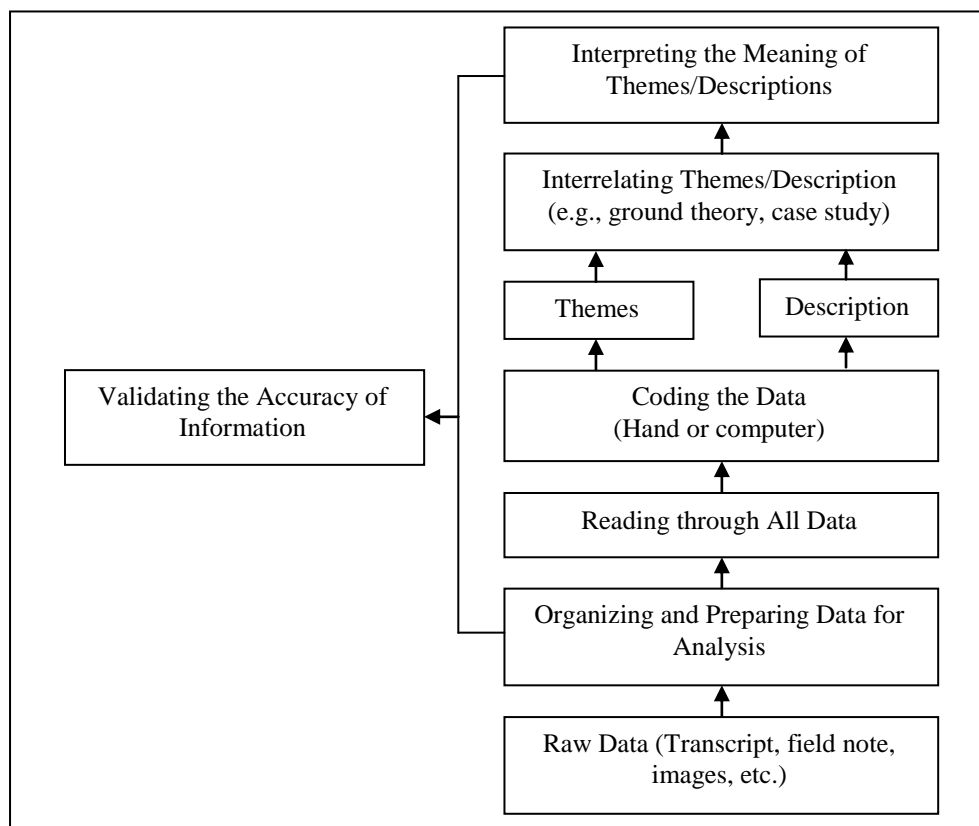 Interpreting the Meaning of
Themes/Descriptions
Interrelating Themes/Description
(e.g., ground theory, case study)
Themes
Description
Validating the Accuracy of
Information
Coding the Data
(Hand or computer)
Reading through All Data
Organizing and Preparing Data for
Analysis
Raw Data (Transcript, field note,
images, etc.)